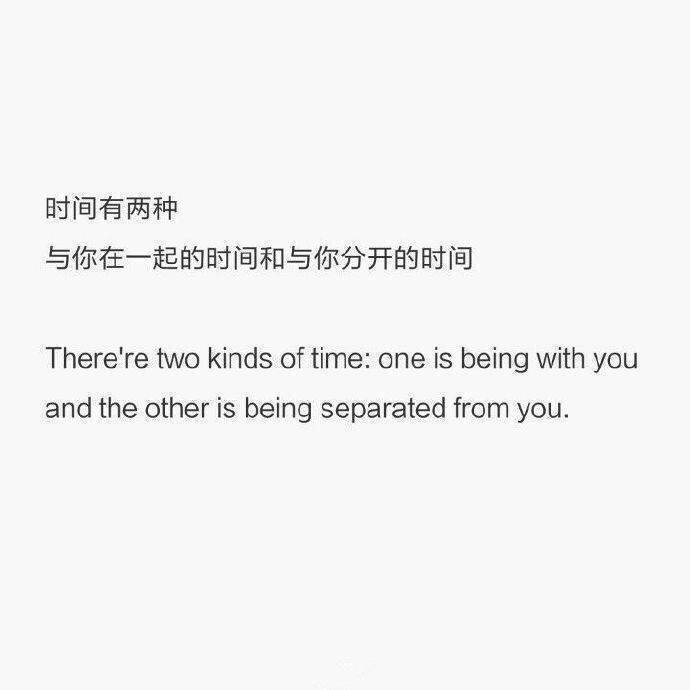 时间有两种
与你在一起的时间和与你分开的时间
There're two kinds of time: one is being with you
and the other is being separated from you.